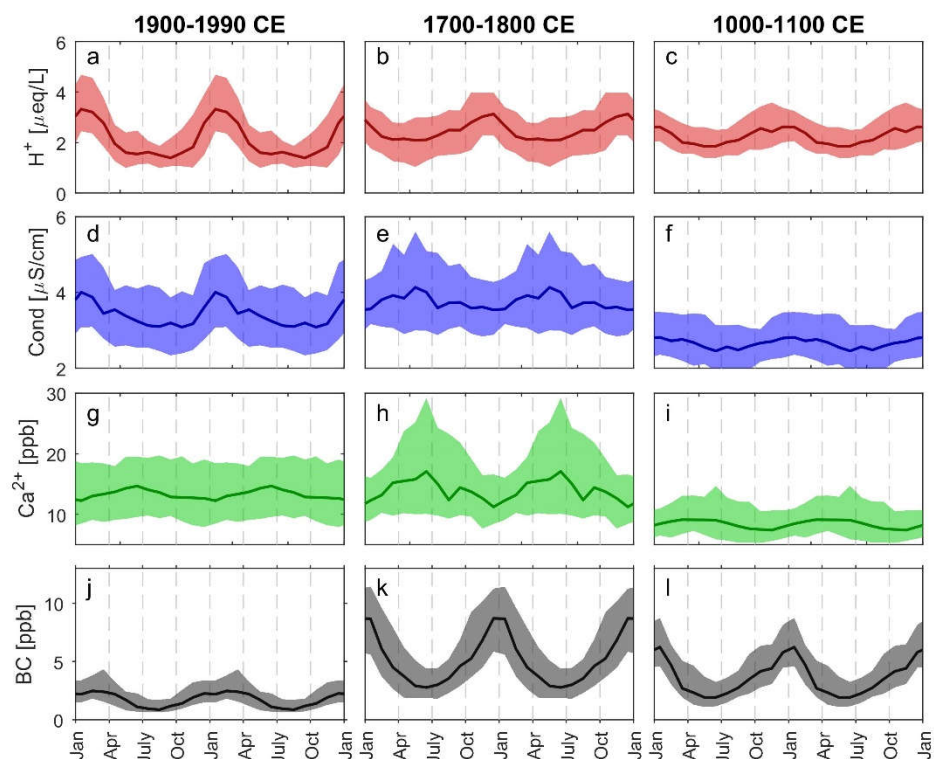 1900-1990 CE 1700-1800 CE 1000-1100 CE
6 a b c
4
2
0
H⁺ [μeq/L]
6 d e f
4
2
Cond [μS/cm]
30 g h i
20
10
Ca²⁺ [ppb]
j k l
10
5
0
BC [ppb]
Jan Apr July Oct Jan Apr July Oct Jan Jan Apr July Oct Jan Apr July Oct Jan Jan Apr July Oct Jan Apr July Oct Jan